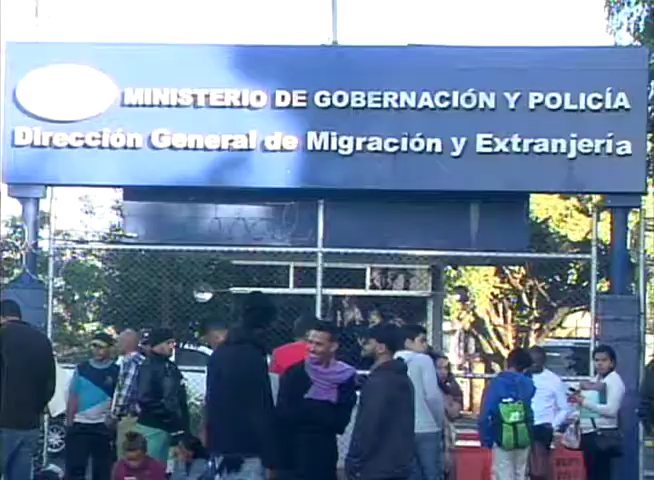 MINISTERIO DE GOBERNACIÓN Y POLICÍA
Dirección General de Migración y Extranjería